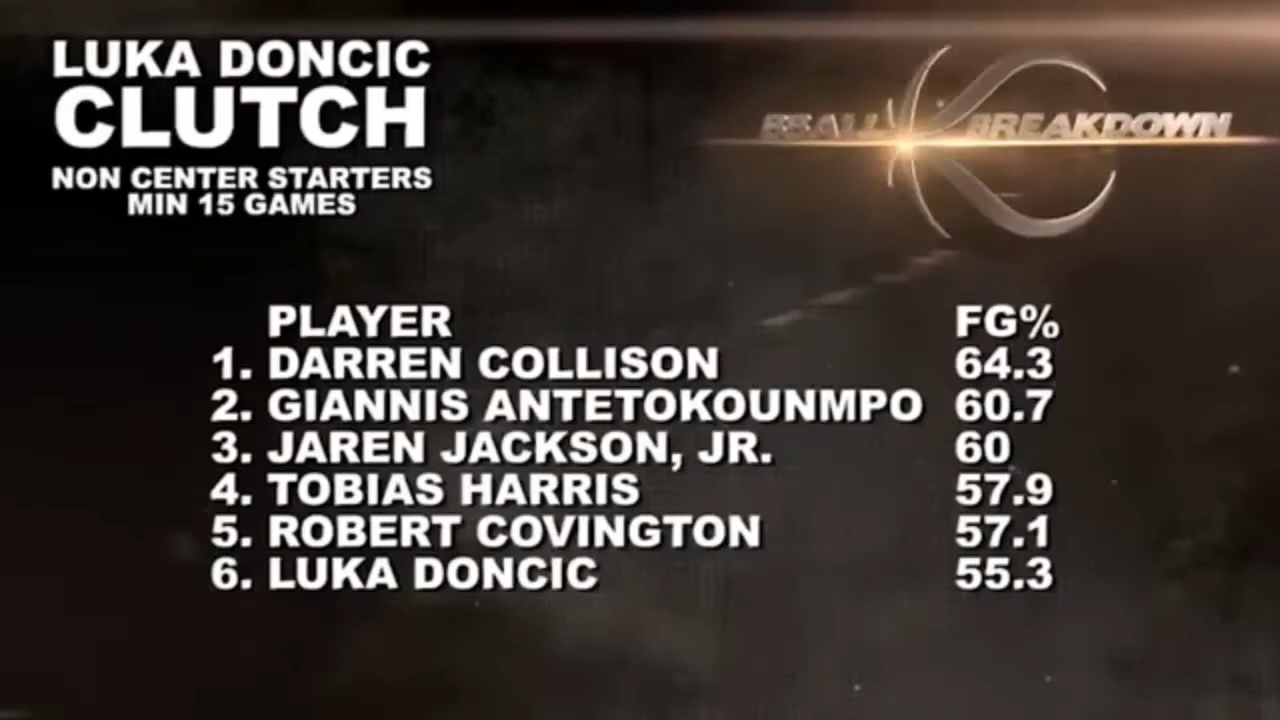 LUKA DONCIC
CLUTCH
NON CENTER STARTERS
MIN 15 GAMES
BBALL BREAKDOWN
PLAYER FG%
1. DARREN COLLISON 64.3
2. GIANNIS ANTETOKOUNMPO 60.7
3. JAREN JACKSON, JR. 60
4. TOBIAS HARRIS 57.9
5. ROBERT COVINGTON 57.1
6. LUKA DONCIC 55.3